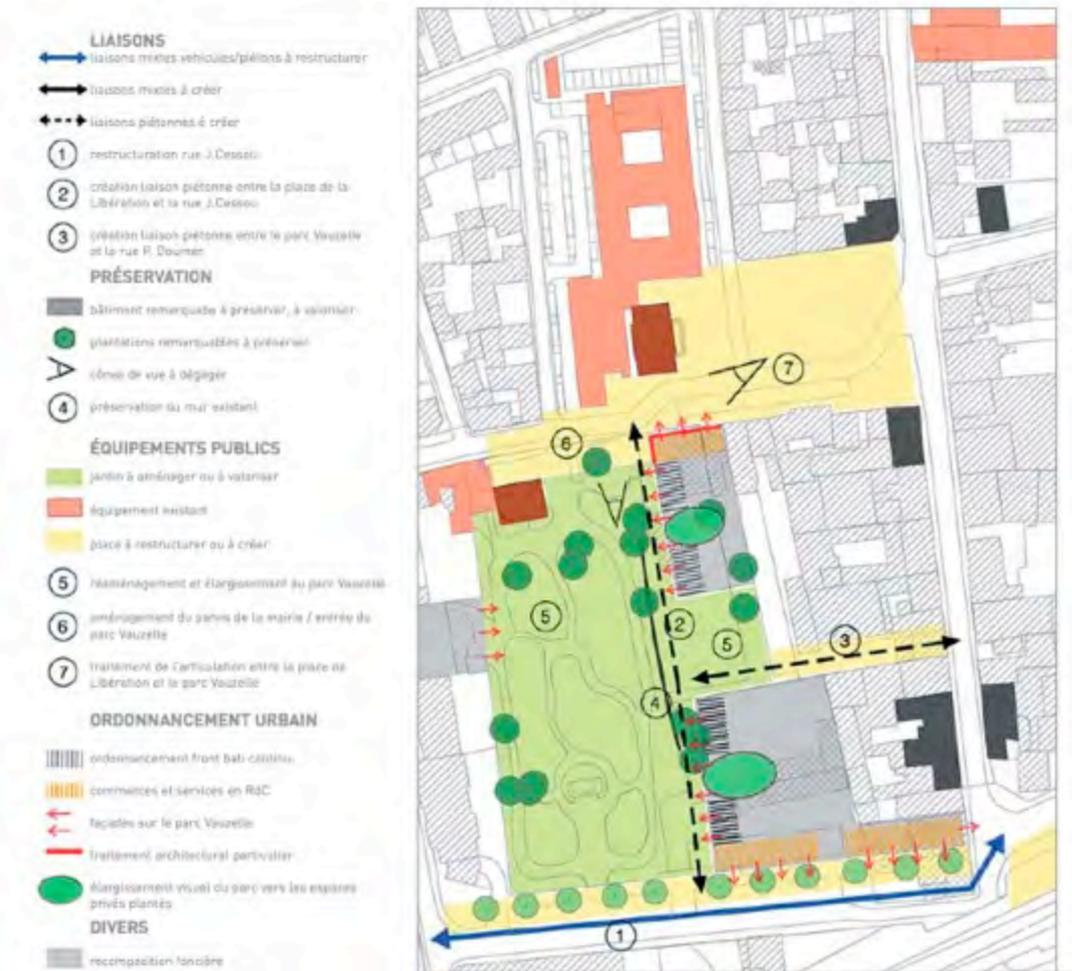 LIAISONS
liaisons mixtes véhicules/piétons à restructurer
liaisons mixtes à créer
liaisons piétonnes à créer
1 restructuration rue J.Cessou
2 création liaison piétonne entre la place de la
Libération et la rue J.Cessou
3 création liaison piétonne entre le parc Vauzelle
et la rue P. Doumer
PRÉSERVATION
bâtiment remarquable à préserver, à valoriser
plantations remarquables à préserver
cônes de vue à dégager
4 préservation du mur existant
ÉQUIPEMENTS PUBLICS
jardin à aménager ou à valoriser
équipement existant
place à restructurer ou à créer
5 réaménagement et élargissement du parc Vauzelle
6 aménagement du parvis de la mairie / entrée du
parc Vauzelle
7 traitement de l'articulation entre la place de
Libération et le parc Vauzelle
ORDONNANCEMENT URBAIN
ordonnancement front bâti continu
commerces et services en RdC
façades sur le parc Vauzelle
traitement architectural particulier
élargissement visuel du parc vers les espaces
privés plantés
DIVERS
recomposition foncière
7
6
5
2
5
3
4
1